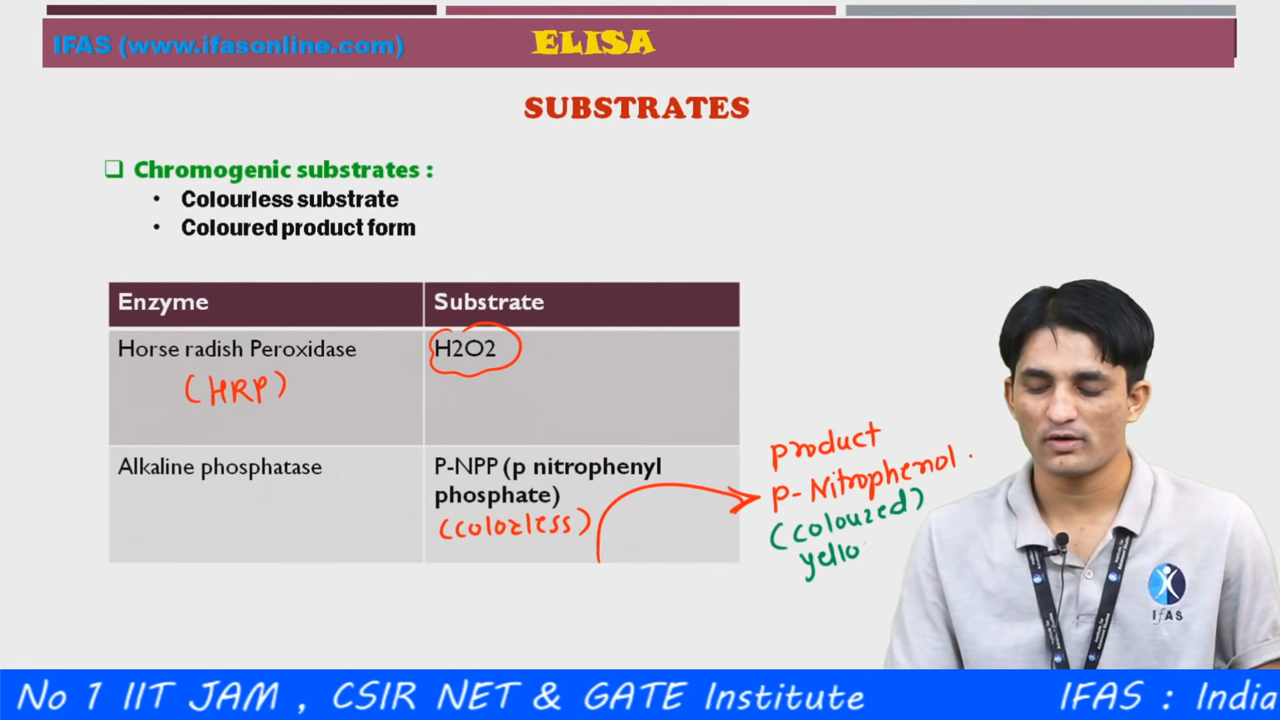 IFAS (www.ifasonline.com)
ELISA
SUBSTRATES
Chromogenic substrates :
• Colourless substrate
• Coloured product form
Enzyme
Substrate
Horse radish Peroxidase
H2O2
(HRP)
Alkaline phosphatase
P-NPP (p nitrophenyl
phosphate)
(colorless)
product
p-Nitrophenol.
(coloured)
yello
IFAS
No 1 IIT JAM , CSIR NET & GATE Institute
IFAS : India